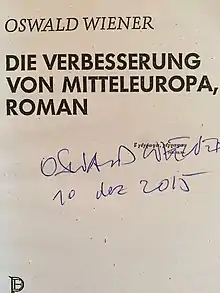 OSWALD WIENER
DIE VERBESSERUNG
VON MITTELEUROPA,
ROMAN
OSWALD WIENER
10 dez 2015